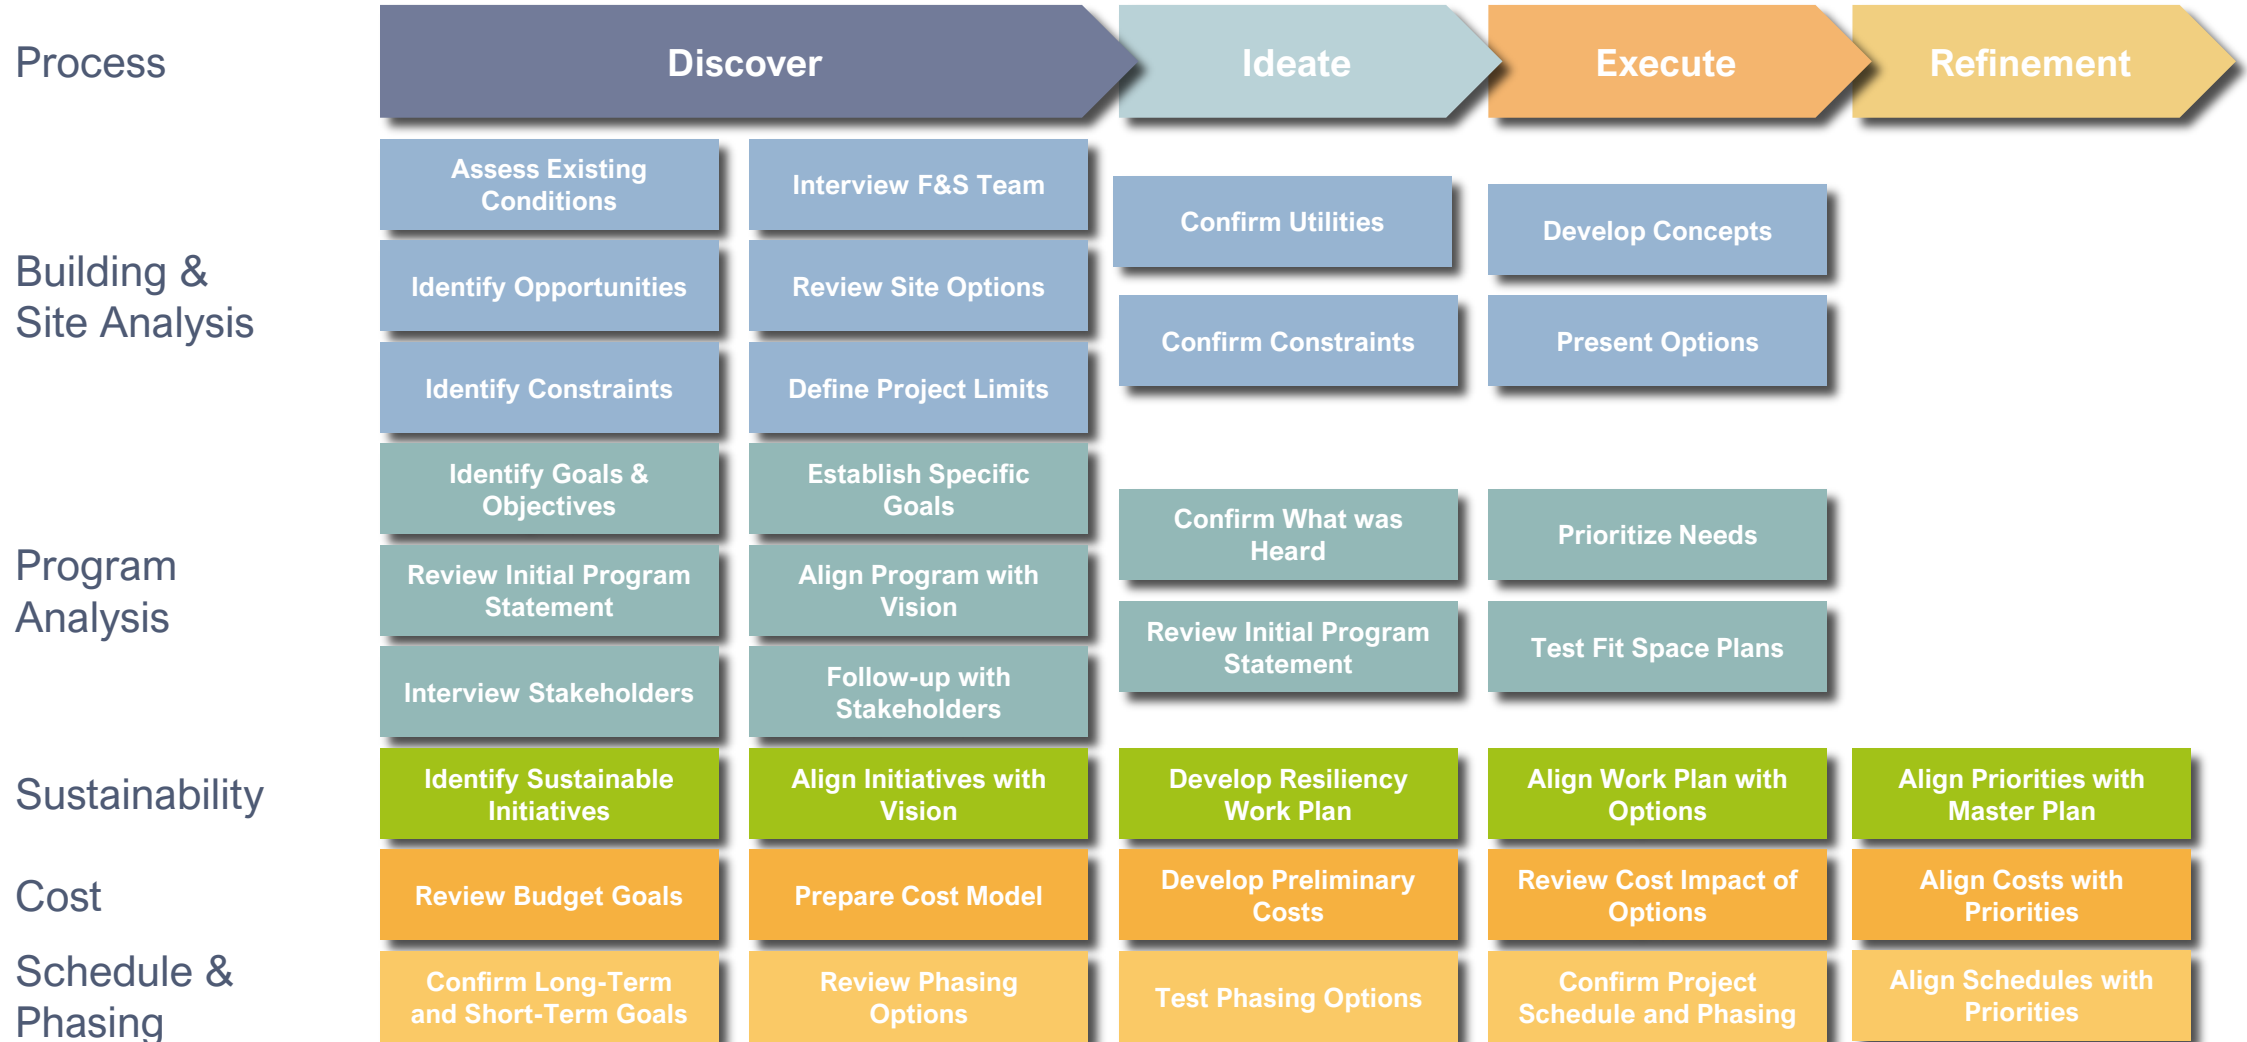 Process
Discover
Ideate
Execute
Refinement
Building &
Site Analysis
Assess Existing
Conditions
Interview F&S Team
Confirm Utilities
Develop Concepts
Identify Opportunities
Review Site Options
Confirm Constraints
Present Options
Identify Constraints
Define Project Limits
Program
Analysis
Identify Goals &
Objectives
Establish Specific
Goals
Confirm What was
Heard
Prioritize Needs
Review Initial Program
Statement
Align Program with
Vision
Review Initial Program
Statement
Test Fit Space Plans
Interview Stakeholders
Follow-up with
Stakeholders
Sustainability
Identify Sustainable
Initiatives
Align Initiatives with
Vision
Develop Resiliency
Work Plan
Align Work Plan with
Options
Align Priorities with
Master Plan
Cost
Review Budget Goals
Prepare Cost Model
Develop Preliminary
Costs
Review Cost Impact of
Options
Align Costs with
Priorities
Schedule &
Phasing
Confirm Long-Term
and Short-Term Goals
Review Phasing
Options
Test Phasing Options
Confirm Project
Schedule and Phasing
Align Schedules with
Priorities